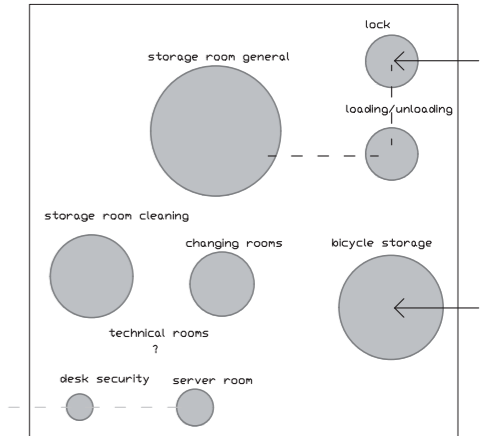 lock
storage room general
loading/unloading
storage room cleaning
changing rooms
bicycle storage
technical rooms
?
desk security
server room